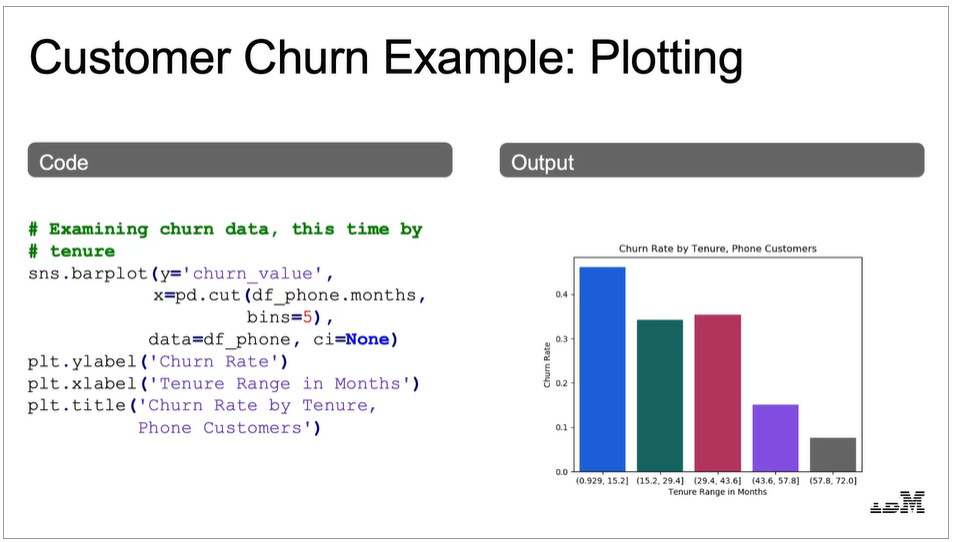 Customer Churn Example: Plotting
Code
# Examining churn data, this time by
# tenure
sns.barplot(y='churn_value',
x=pd.cut(df_phone.months,
bins=5),
data=df_phone, ci=None)
plt.ylabel('Churn Rate')
plt.xlabel('Tenure Range in Months')
plt.title('Churn Rate by Tenure,
Phone Customers')
Output
Churn Rate by Tenure, Phone Customers
Churn Rate
0.4
0.3
0.2
0.1
0.0
(0.929, 15.2] (15.2, 29.4] (29.4, 43.6] (43.6, 57.8] (57.8, 72.0]
Tenure Range in Months
IBM